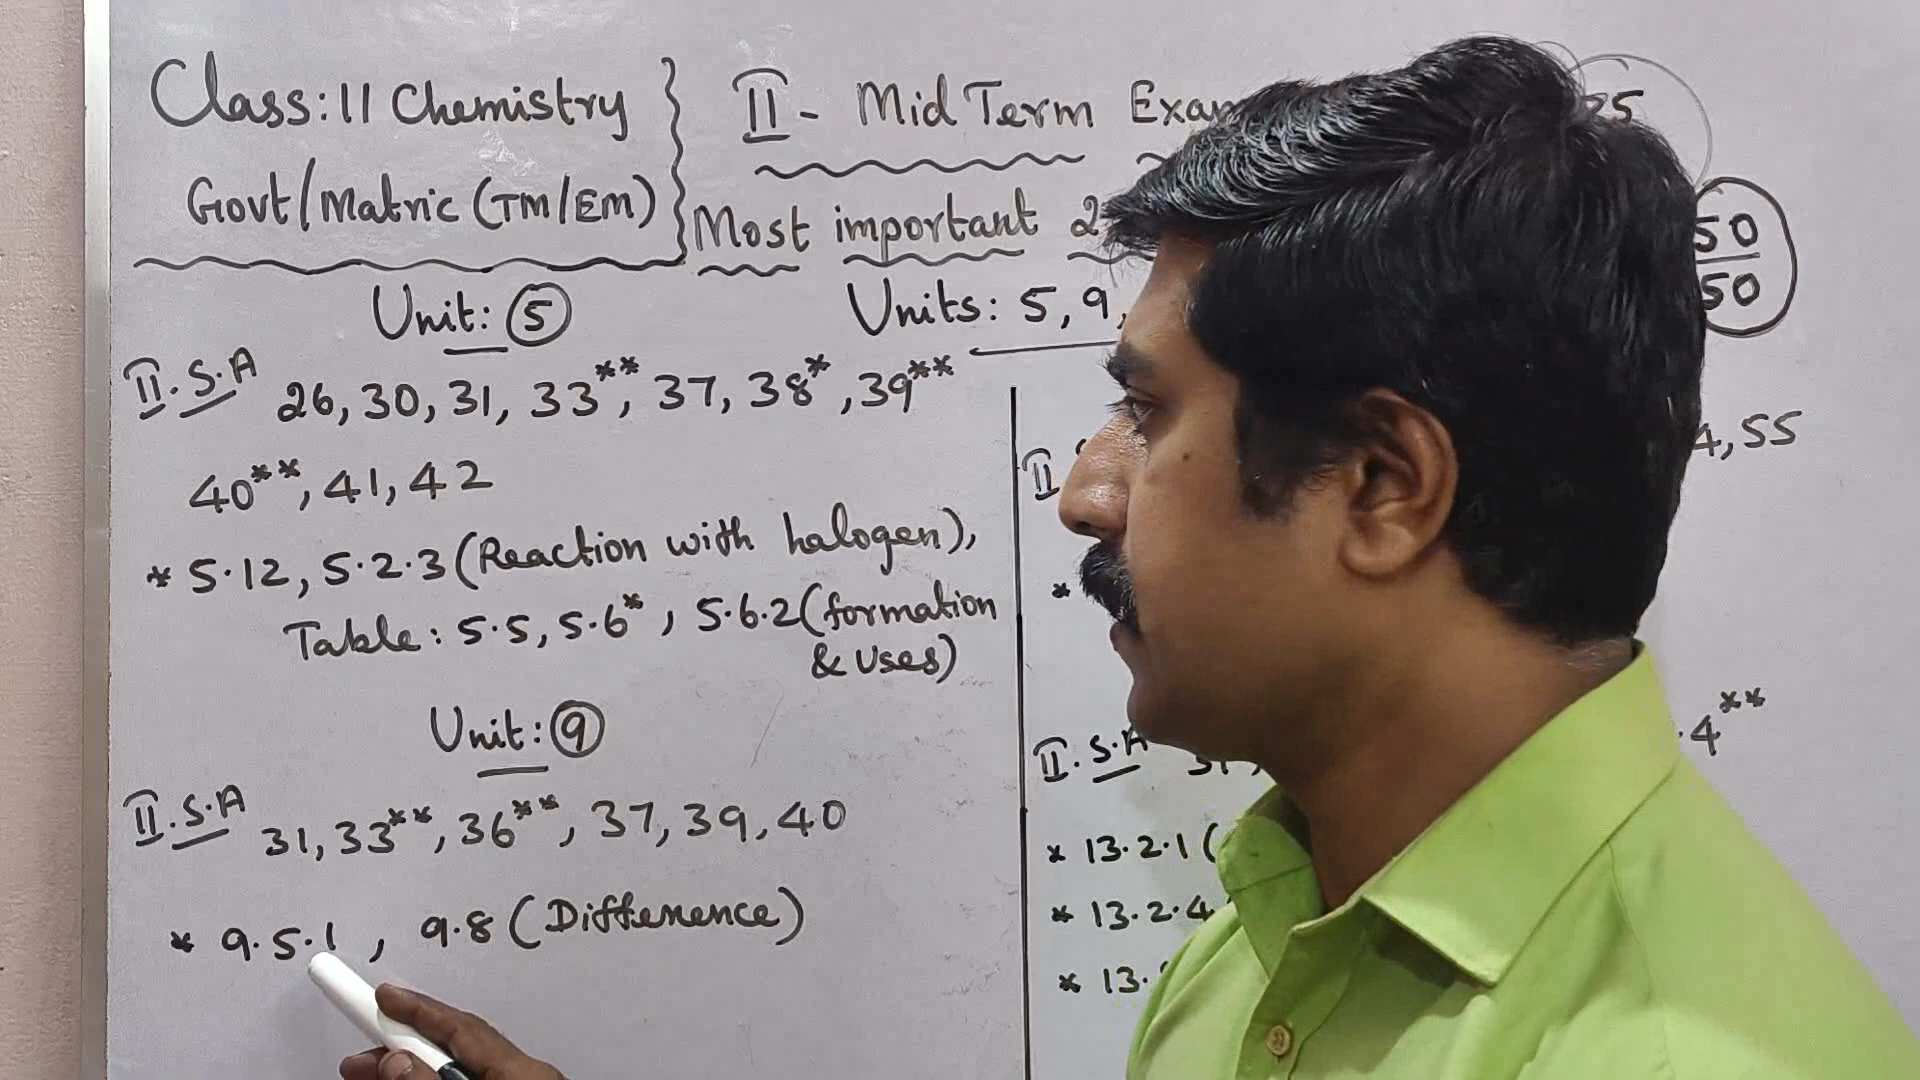 Class: 11 Chemistry
Govt/Matric (TM/EM)
II - Mid Term
Most important
50
50
Units: 5, 9,
Unit: 5
II. S.A 26, 30, 31, 33**, 37, 38*, 39**
40**, 41, 42
* 5.12, 5.2.3 (Reaction with halogen),
Table: 5.5, 5.6*, 5.6.2 (formation
& Uses)
Unit: 9
II. S.A 31, 33**, 36**, 37, 39, 40
* 9.5.1, 9.8 (Difference)
II
4, 55
*
II. S.A
.4**
* 13.2.1 (
* 13.2.4
* 13.